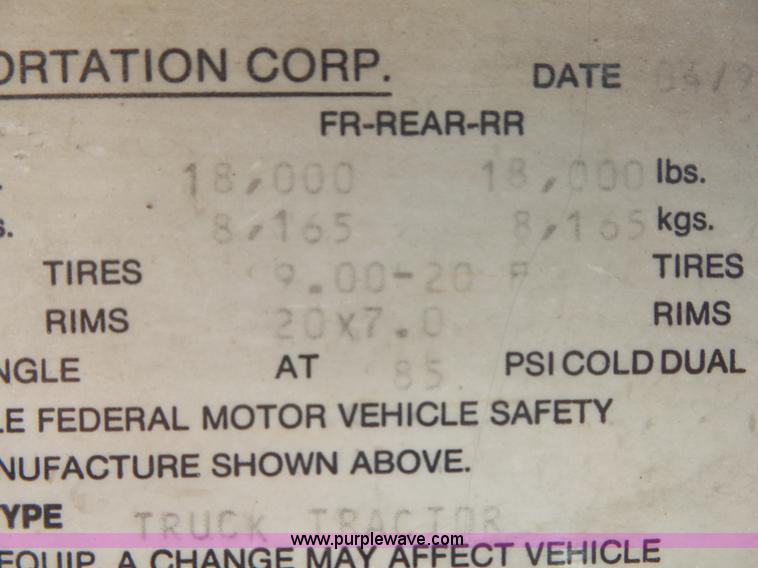 ORTATION CORP. DATE 04/9
FR-REAR-RR
. 18,000 18,000 lbs.
s. 8,165 8,165 kgs.
TIRES 9.00-20 F TIRES
RIMS 20X7.0 RIMS
NGLE AT 85 PSI COLD DUAL
LE FEDERAL MOTOR VEHICLE SAFETY
NUFACTURE SHOWN ABOVE.
YPE TRUCK TRACTOR
www.purplewave.com
EQUIP. A CHANGE MAY AFFECT VEHICLE